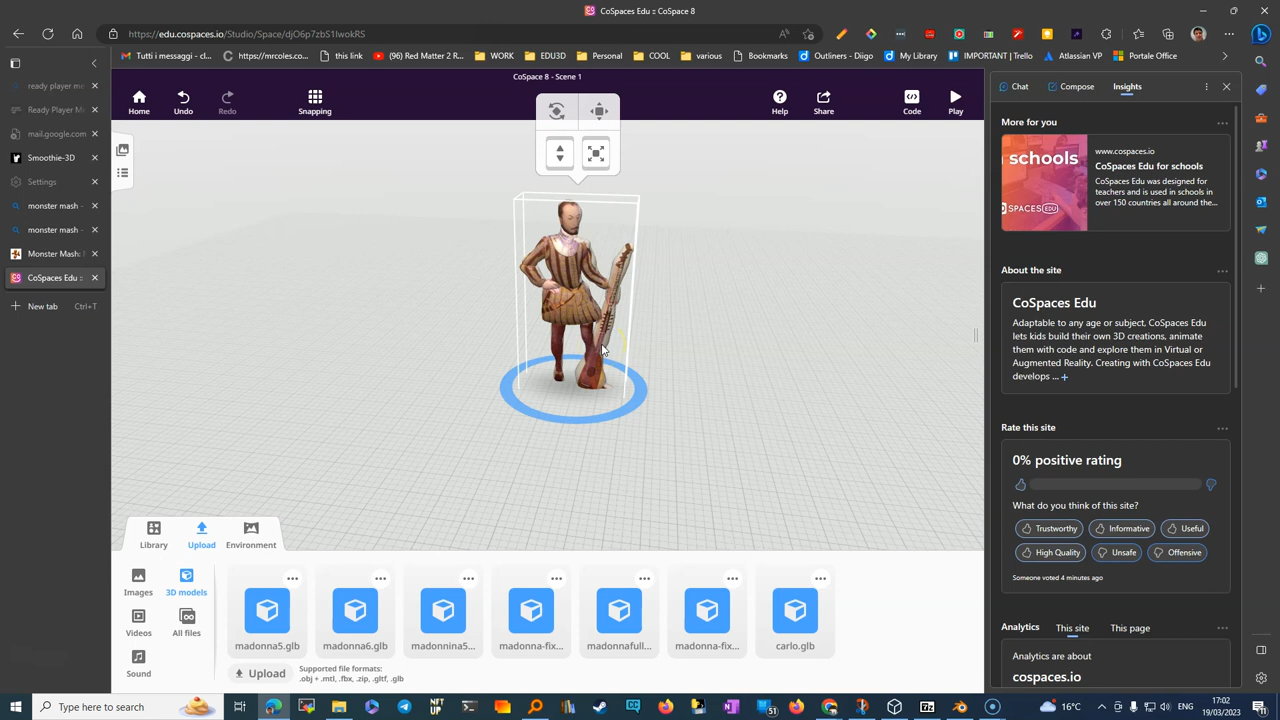 CoSpaces Edu :: CoSpace 8
https://edu.cospaces.io/Studio/Space/djO6p7zbS1IwokRS
Tutti i messaggi - cl...
https://mrccrtcl.co...
this link
(96) Red Matter 2 R...
WORK
EDU3D
Personal
COOL
various
Bookmarks
Outliners :: Diigo
My Library
IMPORTANT | Trello
Atlassian VP
Portale Office
ready player me
Ready Player M
mail.google.com
Smoothie-3D
Settings
monster mash -
monster mash -
Monster Mash:
CoSpaces Edu ::
New tab
Ctrl+T
CoSpace 8 - Scene 1
Home
Undo
Redo
Snapping
Help
Share
Code
Play
Library
Upload
Environment
Images
3D models
Videos
All files
Sound
madonna5.glb
madonna6.glb
madonnina5...
madonna-fix...
madonnafull...
madonna-fix...
carlo.glb
Upload
Supported file formats:
.obj + .mtl, .fbx, .zip, .gltf, .glb
Chat
Compose
Insights
More for you
schools
SPACES EDU
www.cospaces.io
CoSpaces Edu for schools
CoSpaces Edu was designed for
teachers and is used in schools in
over 150 countries all around the...
About the site
CoSpaces Edu
Adaptable to any age or subject, CoSpaces Edu
lets kids build their own 3D creations, animate
them with code and explore them in Virtual or
Augmented Reality. Creating with CoSpaces Edu
develops ... +
Rate this site
0% positive rating
What do you think of this site?
Trustworthy
Informative
Useful
High Quality
Unsafe
Offensive
Someone voted 4 minutes ago
Analytics
This site
This page
Analytics are about
cospaces.io
Type here to search
51
16°C
17:02
19/03/2023